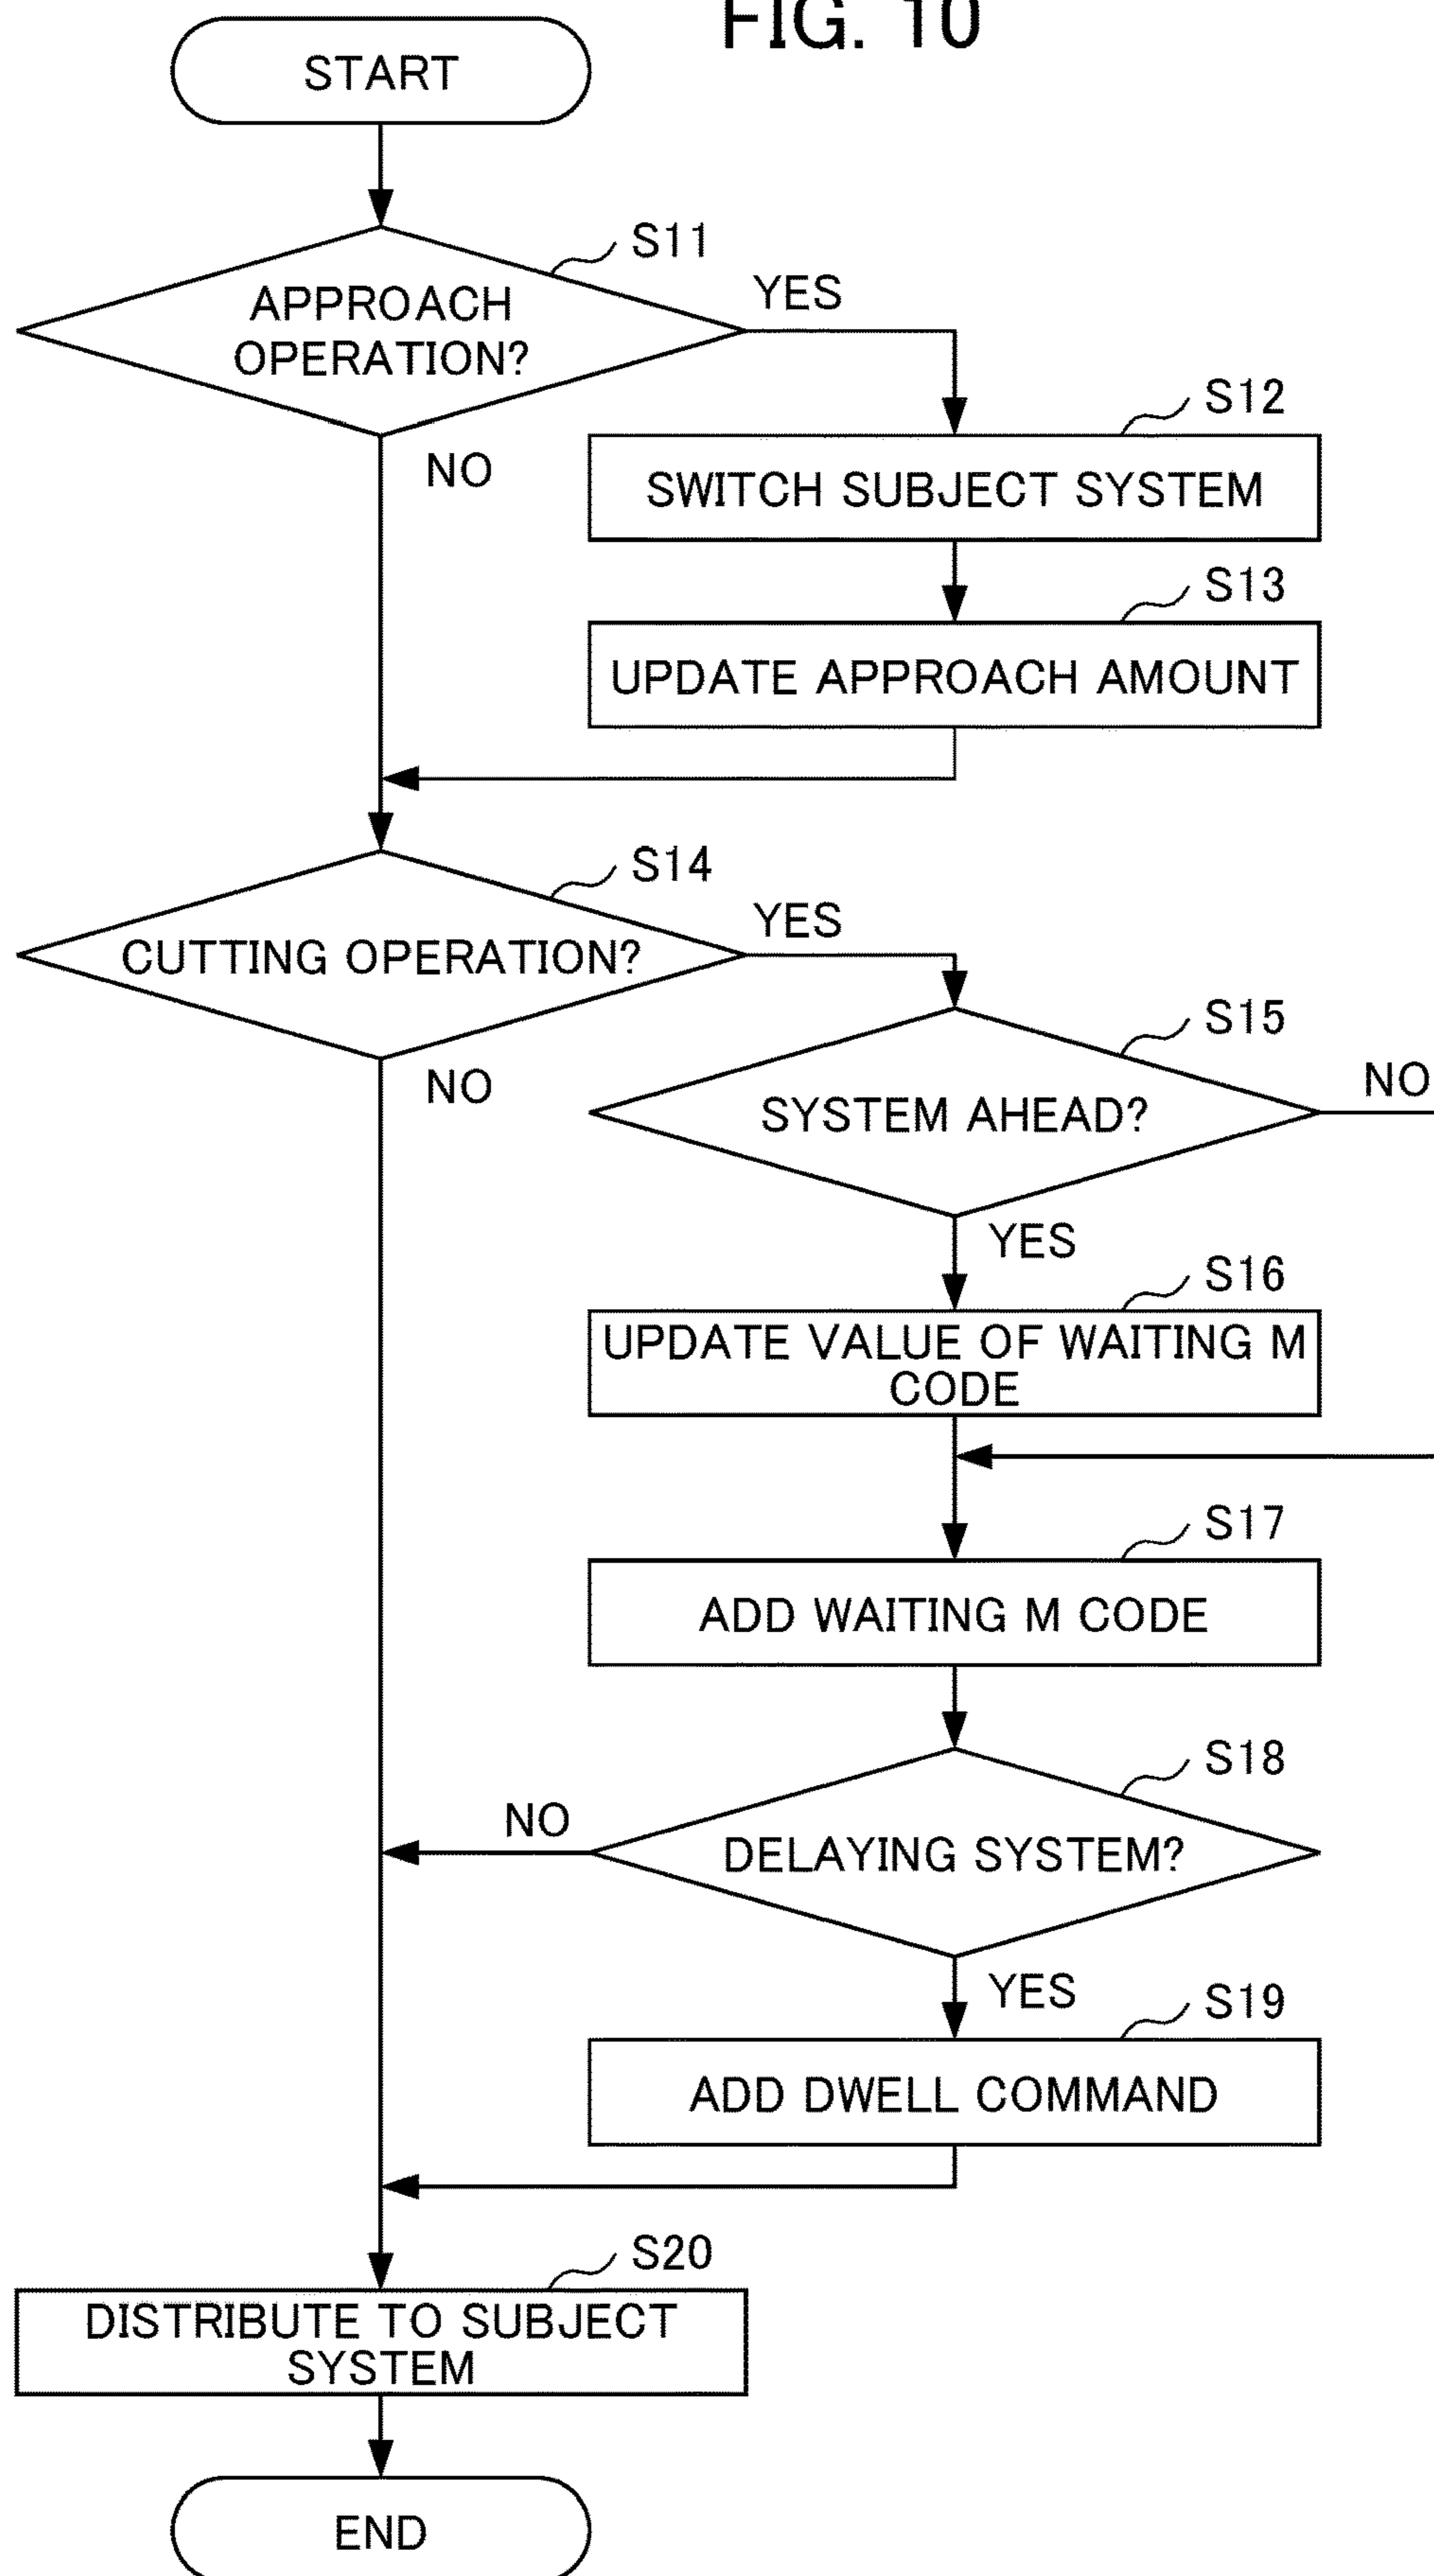 FIG. 10
START
S11
APPROACH
OPERATION?
YES
NO
S12
SWITCH SUBJECT SYSTEM
S13
UPDATE APPROACH AMOUNT
S14
CUTTING OPERATION?
YES
NO
S15
SYSTEM AHEAD?
NO
YES
S16
UPDATE VALUE OF WAITING M
CODE
S17
ADD WAITING M CODE
S18
DELAYING SYSTEM?
NO
YES
S19
ADD DWELL COMMAND
S20
DISTRIBUTE TO SUBJECT
SYSTEM
END